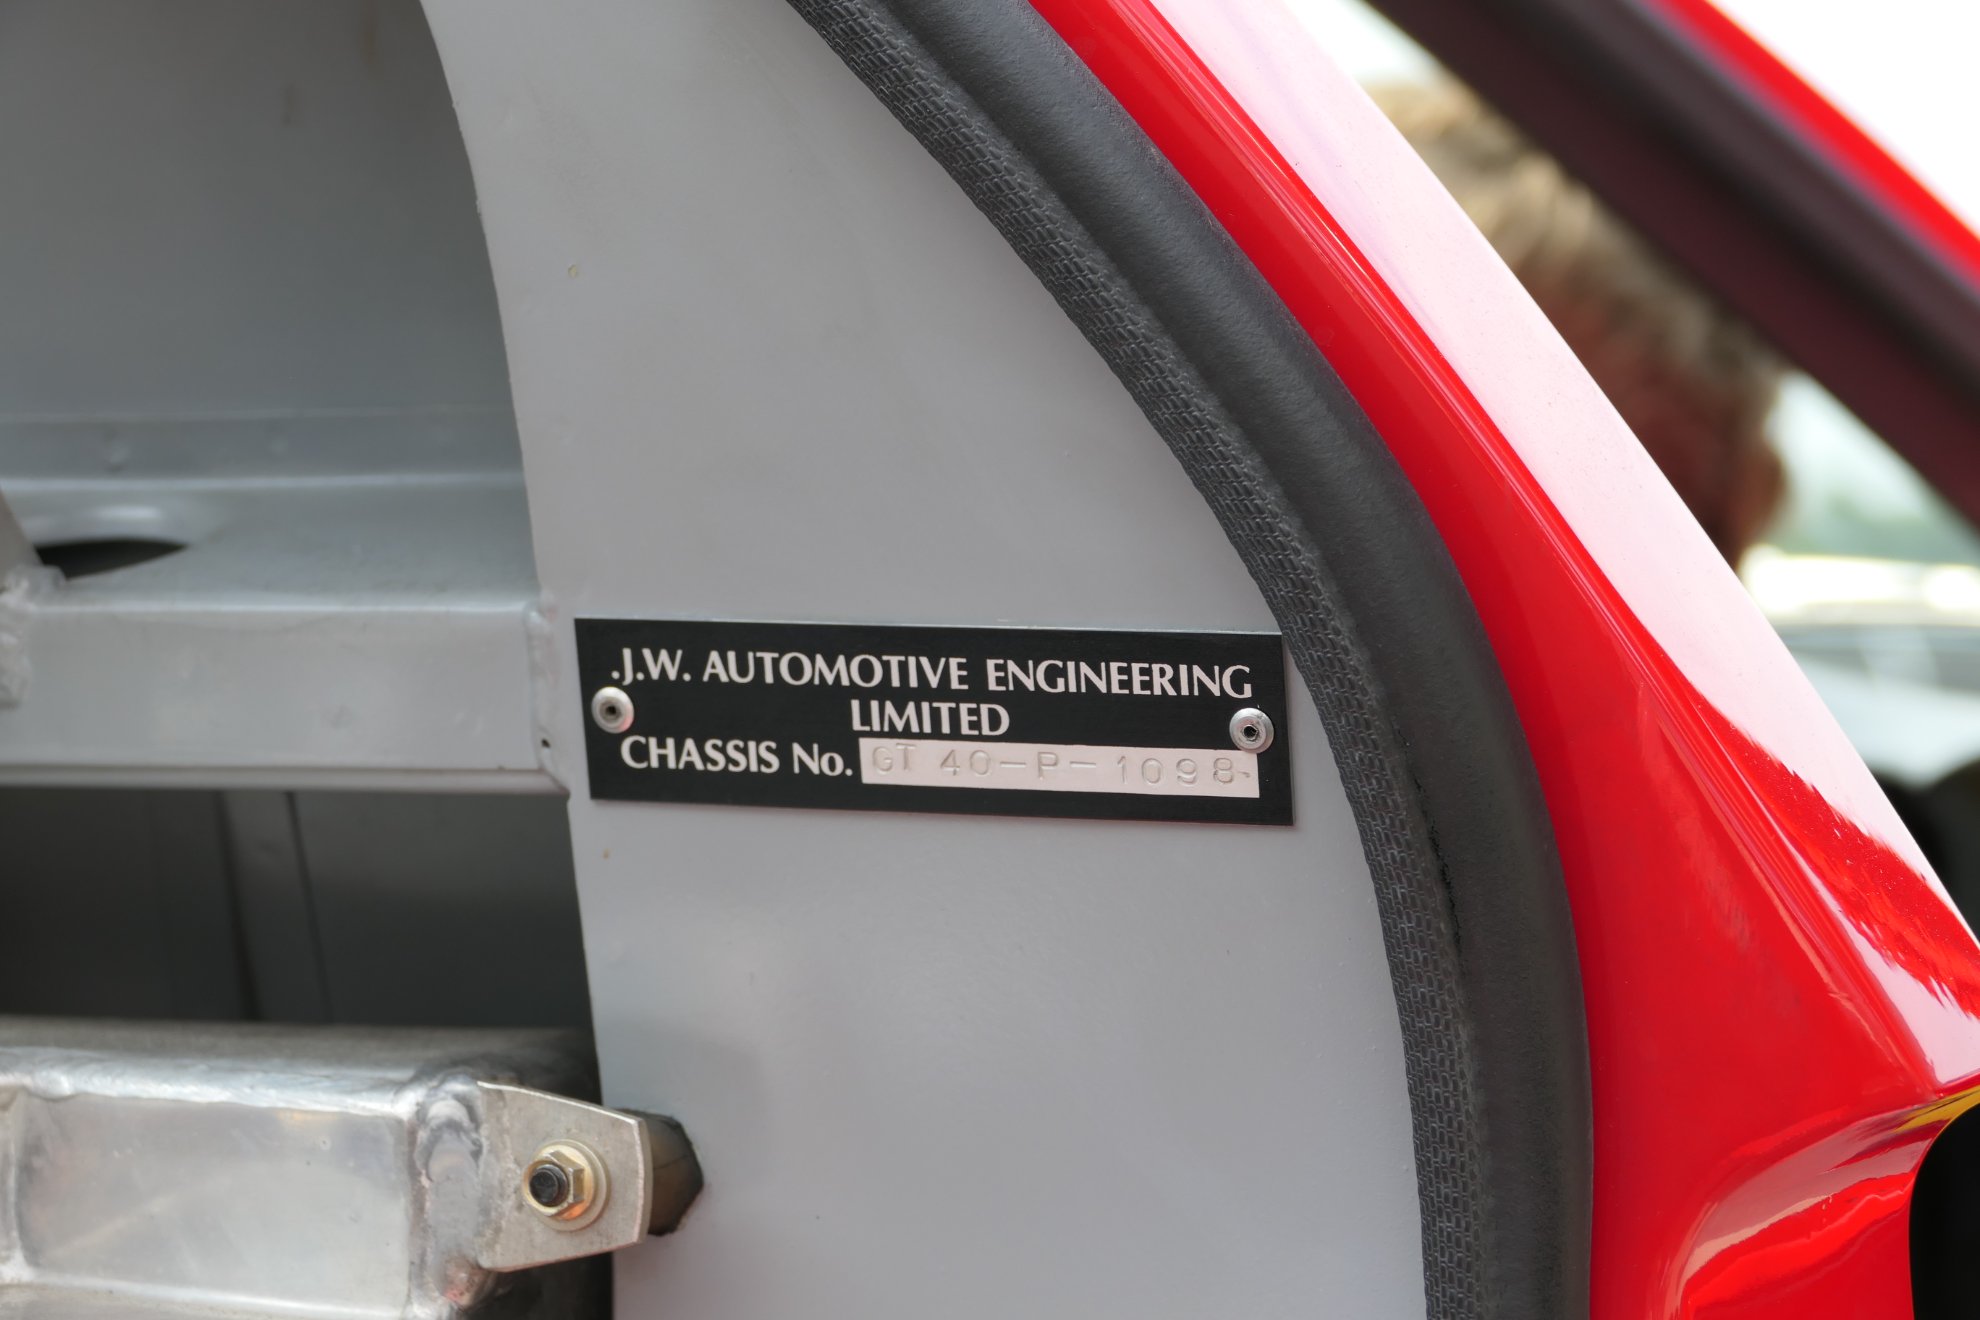 J.W. AUTOMOTIVE ENGINEERING
LIMITED
CHASSIS No. GT 40-P-1098